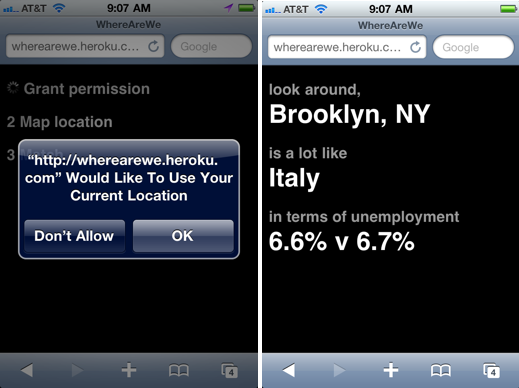 AT&T 9:07 AM
WhereAreWe
wherearewe.heroku.c... Google
Grant permission
2 Map location
3
“http://wherearewe.heroku.
com” Would Like To Use Your
Current Location
Don’t Allow OK
4
AT&T 9:07 AM
WhereAreWe
wherearewe.heroku.c... Google
look around,
Brooklyn, NY
is a lot like
Italy
in terms of unemployment
6.6% v 6.7%
4